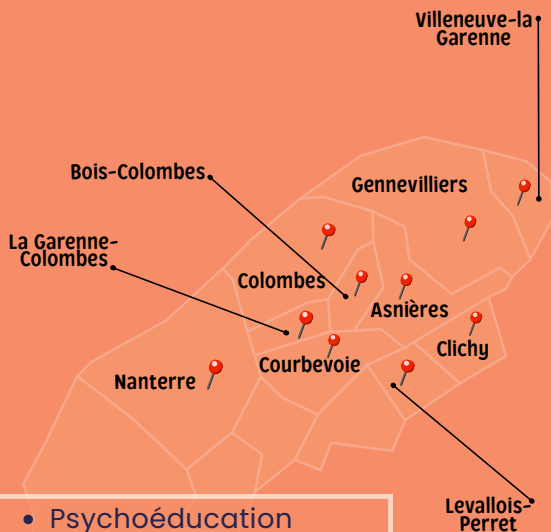 Villeneuve-la
Garenne
Bois-Colombes
Gennevilliers
La Garenne-
Colombes
Colombes
Asnières
Clichy
Courbevoie
Nanterre
Levallois-
Perret
• Psychoéducation